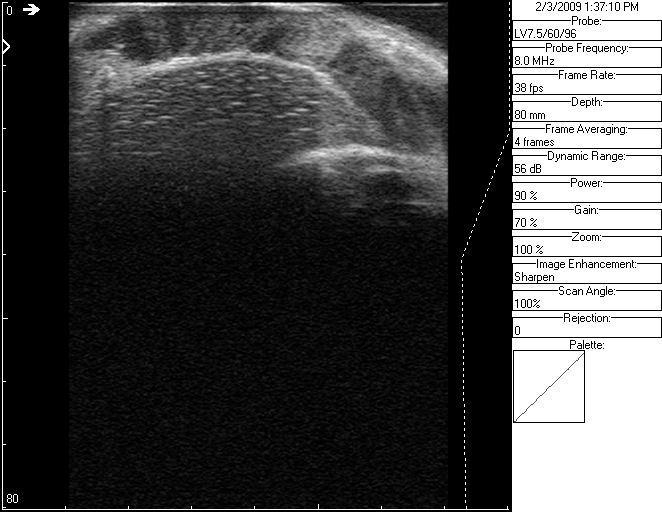 0
80
2/3/2009 1:37:10 PM
Probe:
LV7.5/60/96
Probe Frequency:
8.0 MHz
Frame Rate:
38 fps
Depth:
80 mm
Frame Averaging:
4 frames
Dynamic Range:
56 dB
Power:
90 %
Gain:
70 %
Zoom:
100 %
Image Enhancement:
Sharpen
Scan Angle:
100%
Rejection:
0
Palette: